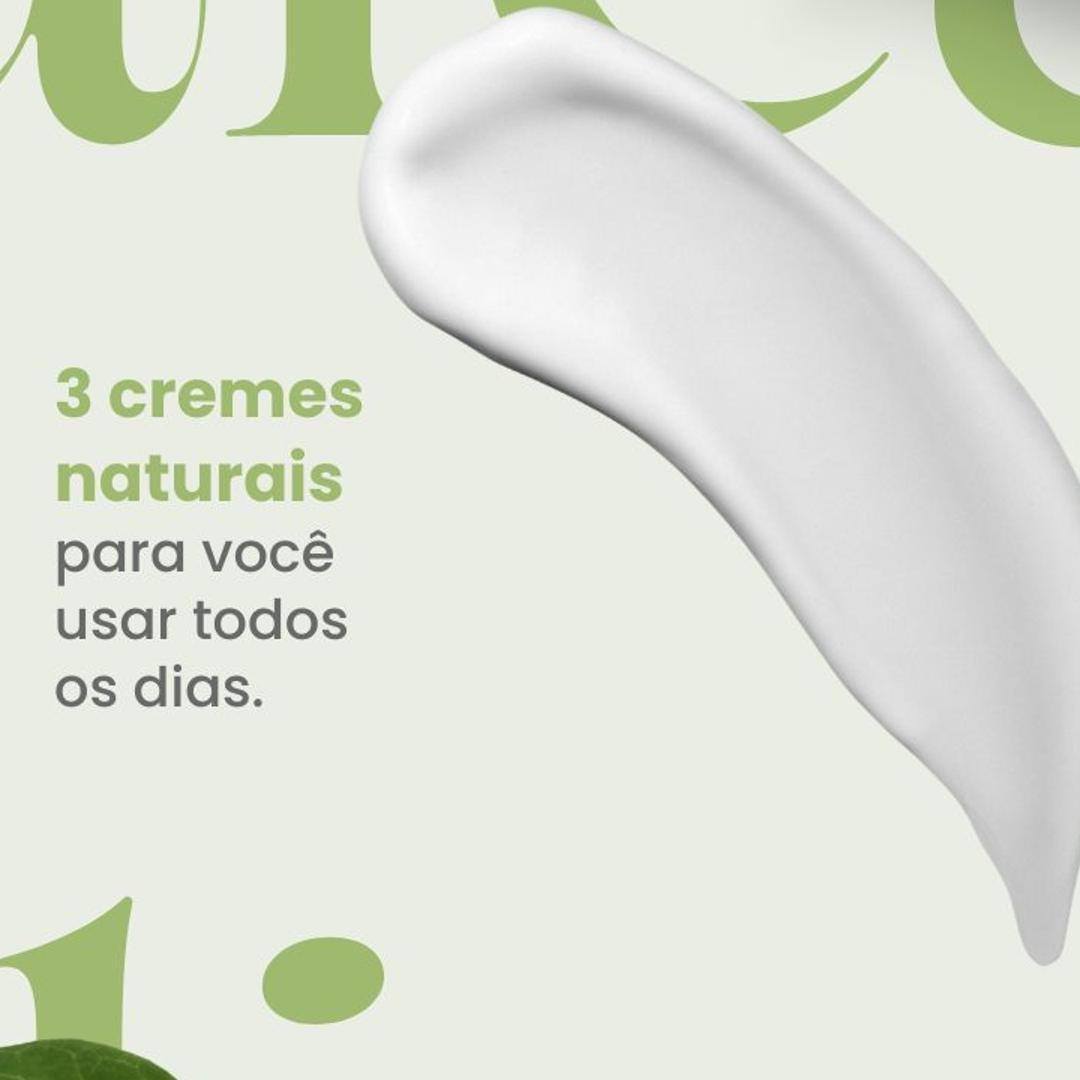 3 cremes
naturais
para você
usar todos
os dias.